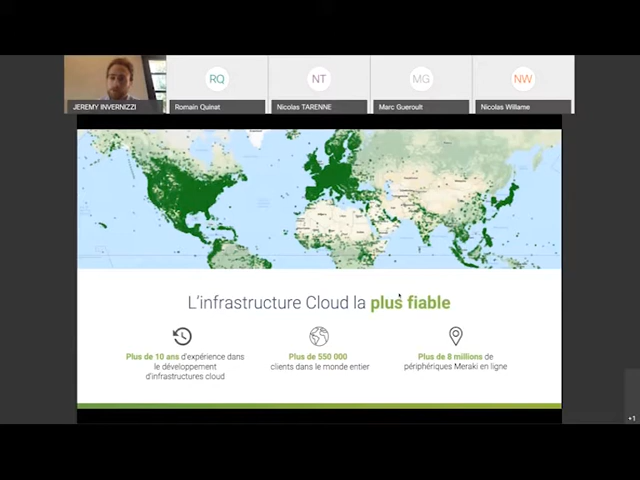 RQ
NT
MG
NW
JEREMY INVERNIZZI
Romain Quinat
Nicolas TARENNE
Marc Gueroult
Nicolas Willame
L'infrastructure Cloud la plus fiable
Plus de 10 ans d'expérience dans
le développement
d'infrastructures cloud
Plus de 550 000
clients dans le monde entier
Plus de 8 millions de
périphériques Meraki en ligne
+1